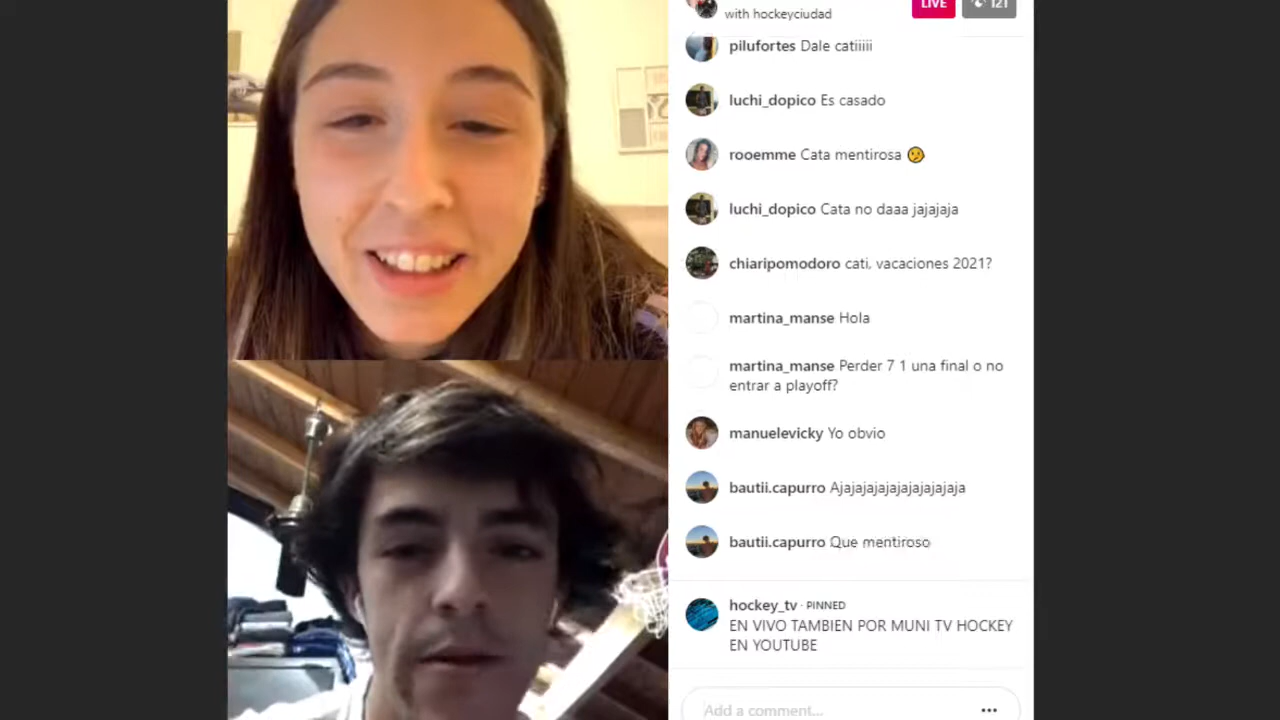 with hockeyciudad
LIVE
121
pilufortes Dale catiiiii
luchi_dopico Es casado
rooemme Cata mentirosa 🤥
luchi_dopico Cata no daaa jajajaja
chiaripomodoro cati, vacaciones 2021?
martina_manse Hola
martina_manse Perder 7 1 una final o no
entrar a playoff?
manuelevicky Yo obvio
bautii.capurro Ajajajajajajajajajajaja
bautii.capurro Que mentiroso
hockey_tv · PINNED
EN VIVO TAMBIEN POR MUNI TV HOCKEY
EN YOUTUBE
Add a comment...